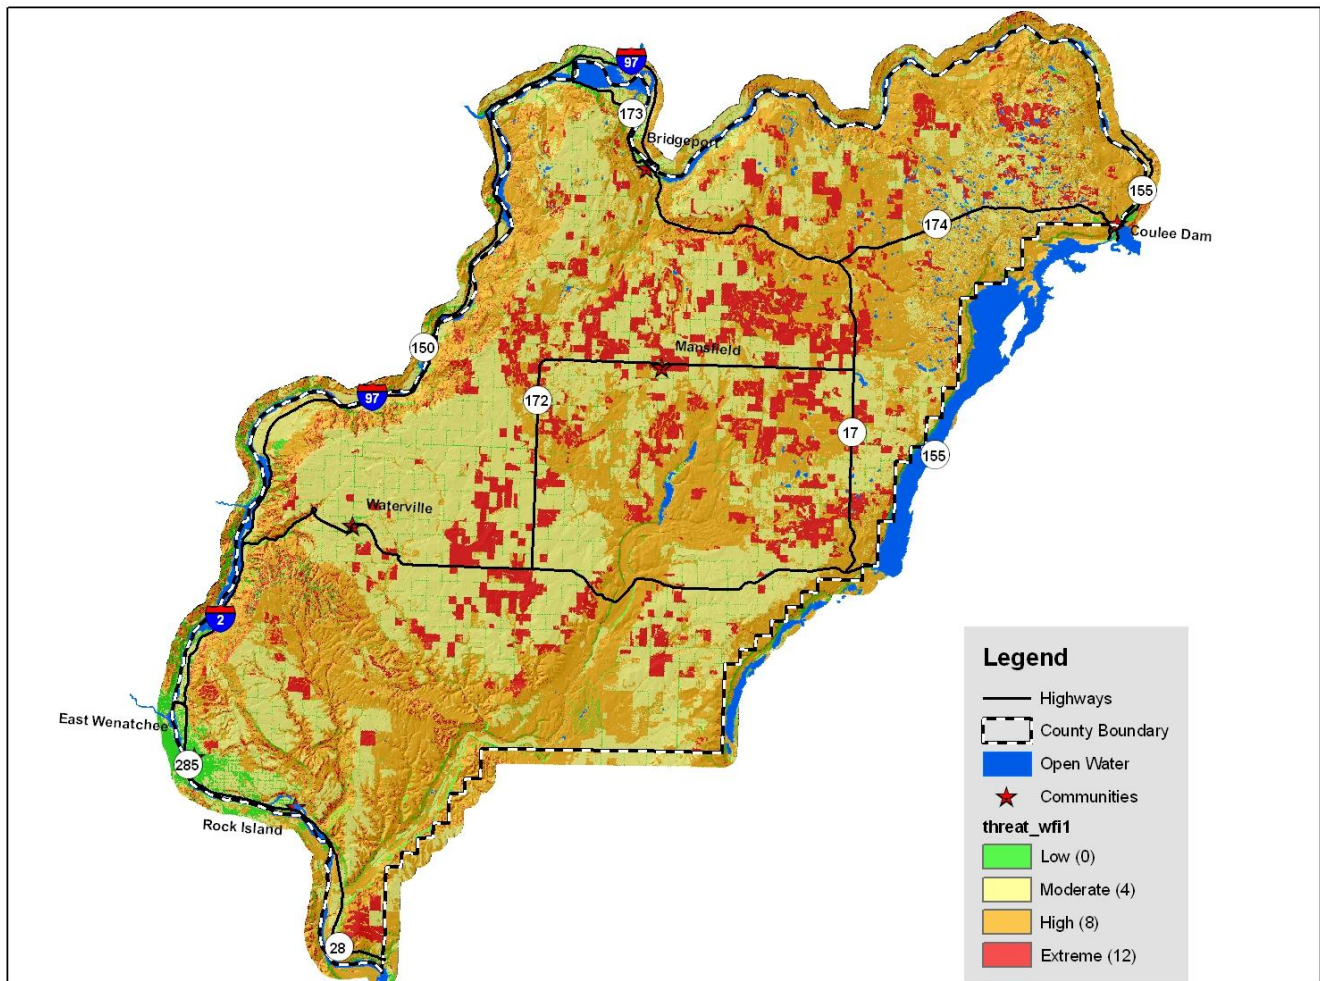 97
173
Bridgeport
155
174
Coulee Dam
150
Mansfield
97
172
17
155
Waterville
2
East Wenatchee
285
Rock Island
28
Legend
Highways
County Boundary
Open Water
Communities
threat_wfi1
Low (0)
Moderate (4)
High (8)
Extreme (12)